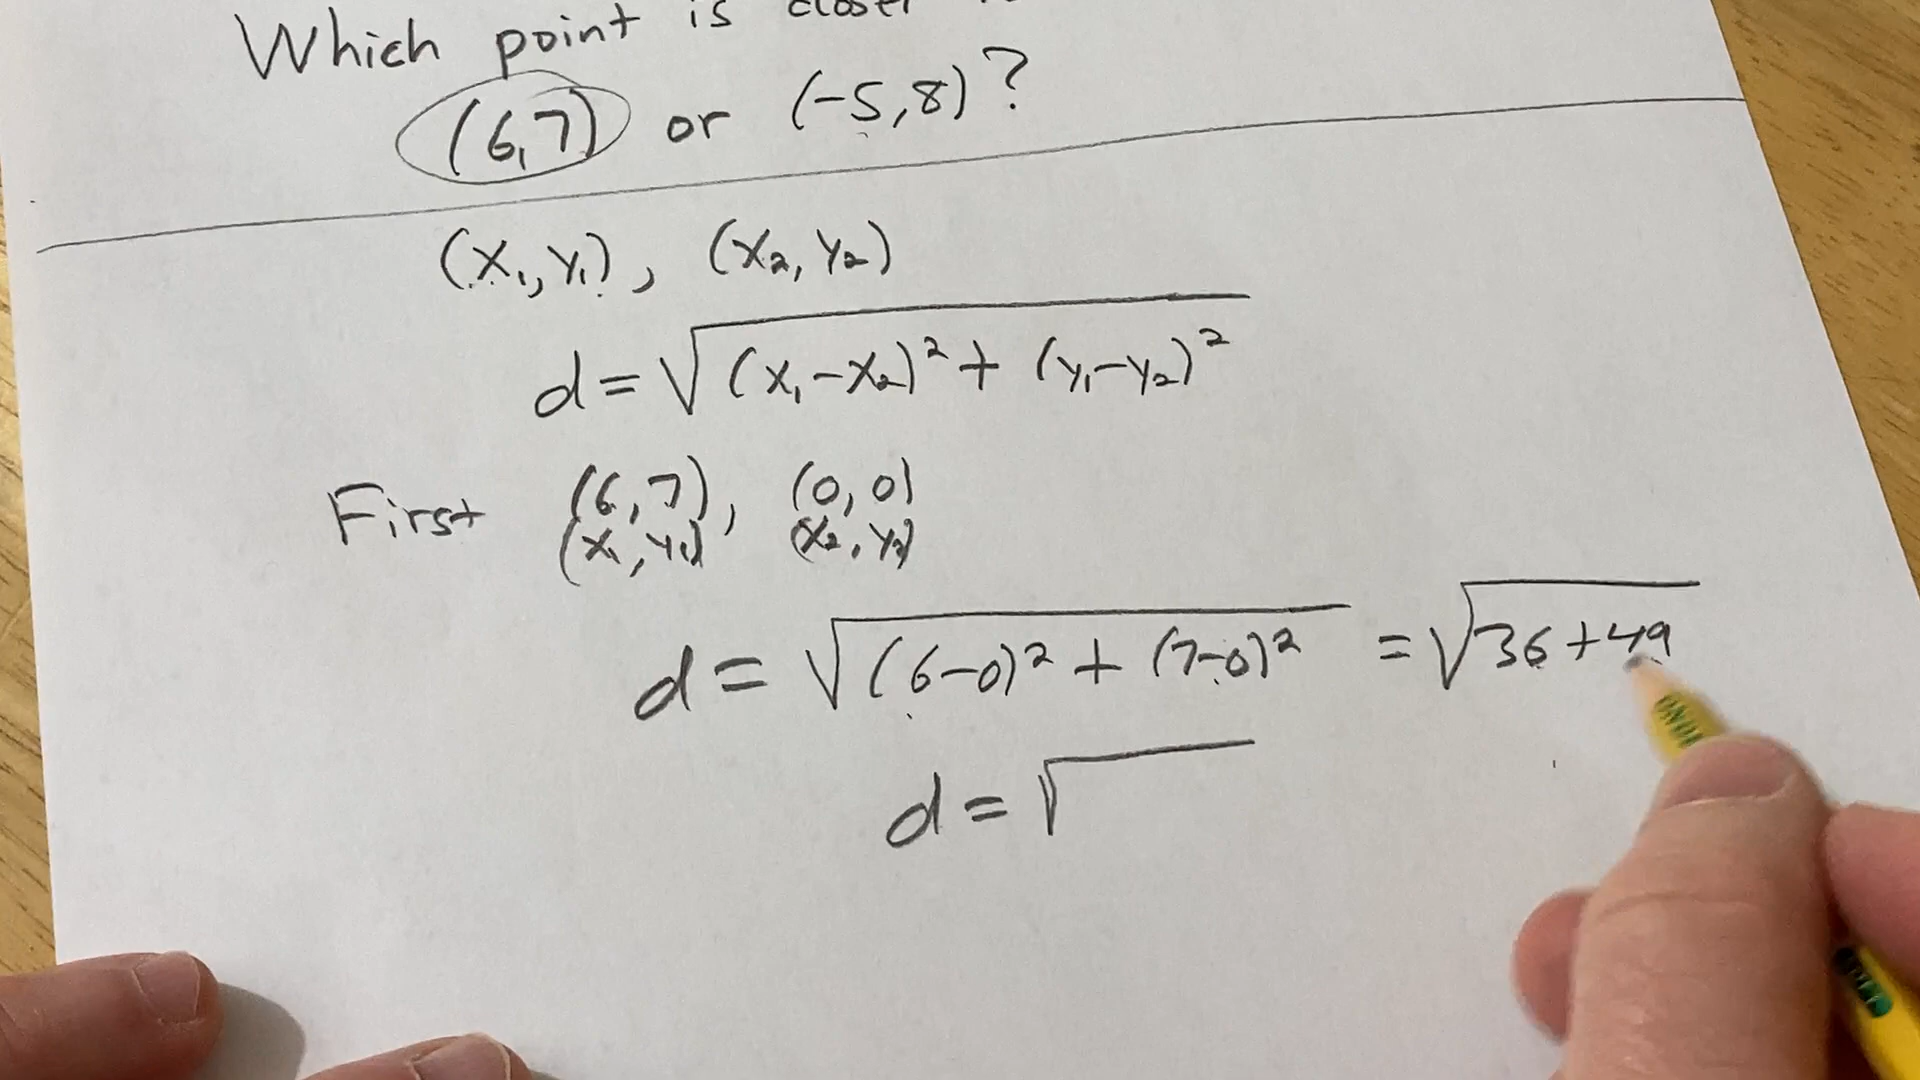 Which point is closer
(6,7) or (-5,8)?
(x₁,y₁), (x₂,y₂)
d=√(x₁-x₂)²+(y₁-y₂)²
First (6,7), (0,0)
(x₁,y₁) (x₂,y₂)
d=√(6-0)²+(7-0)² =√36+49
d=√